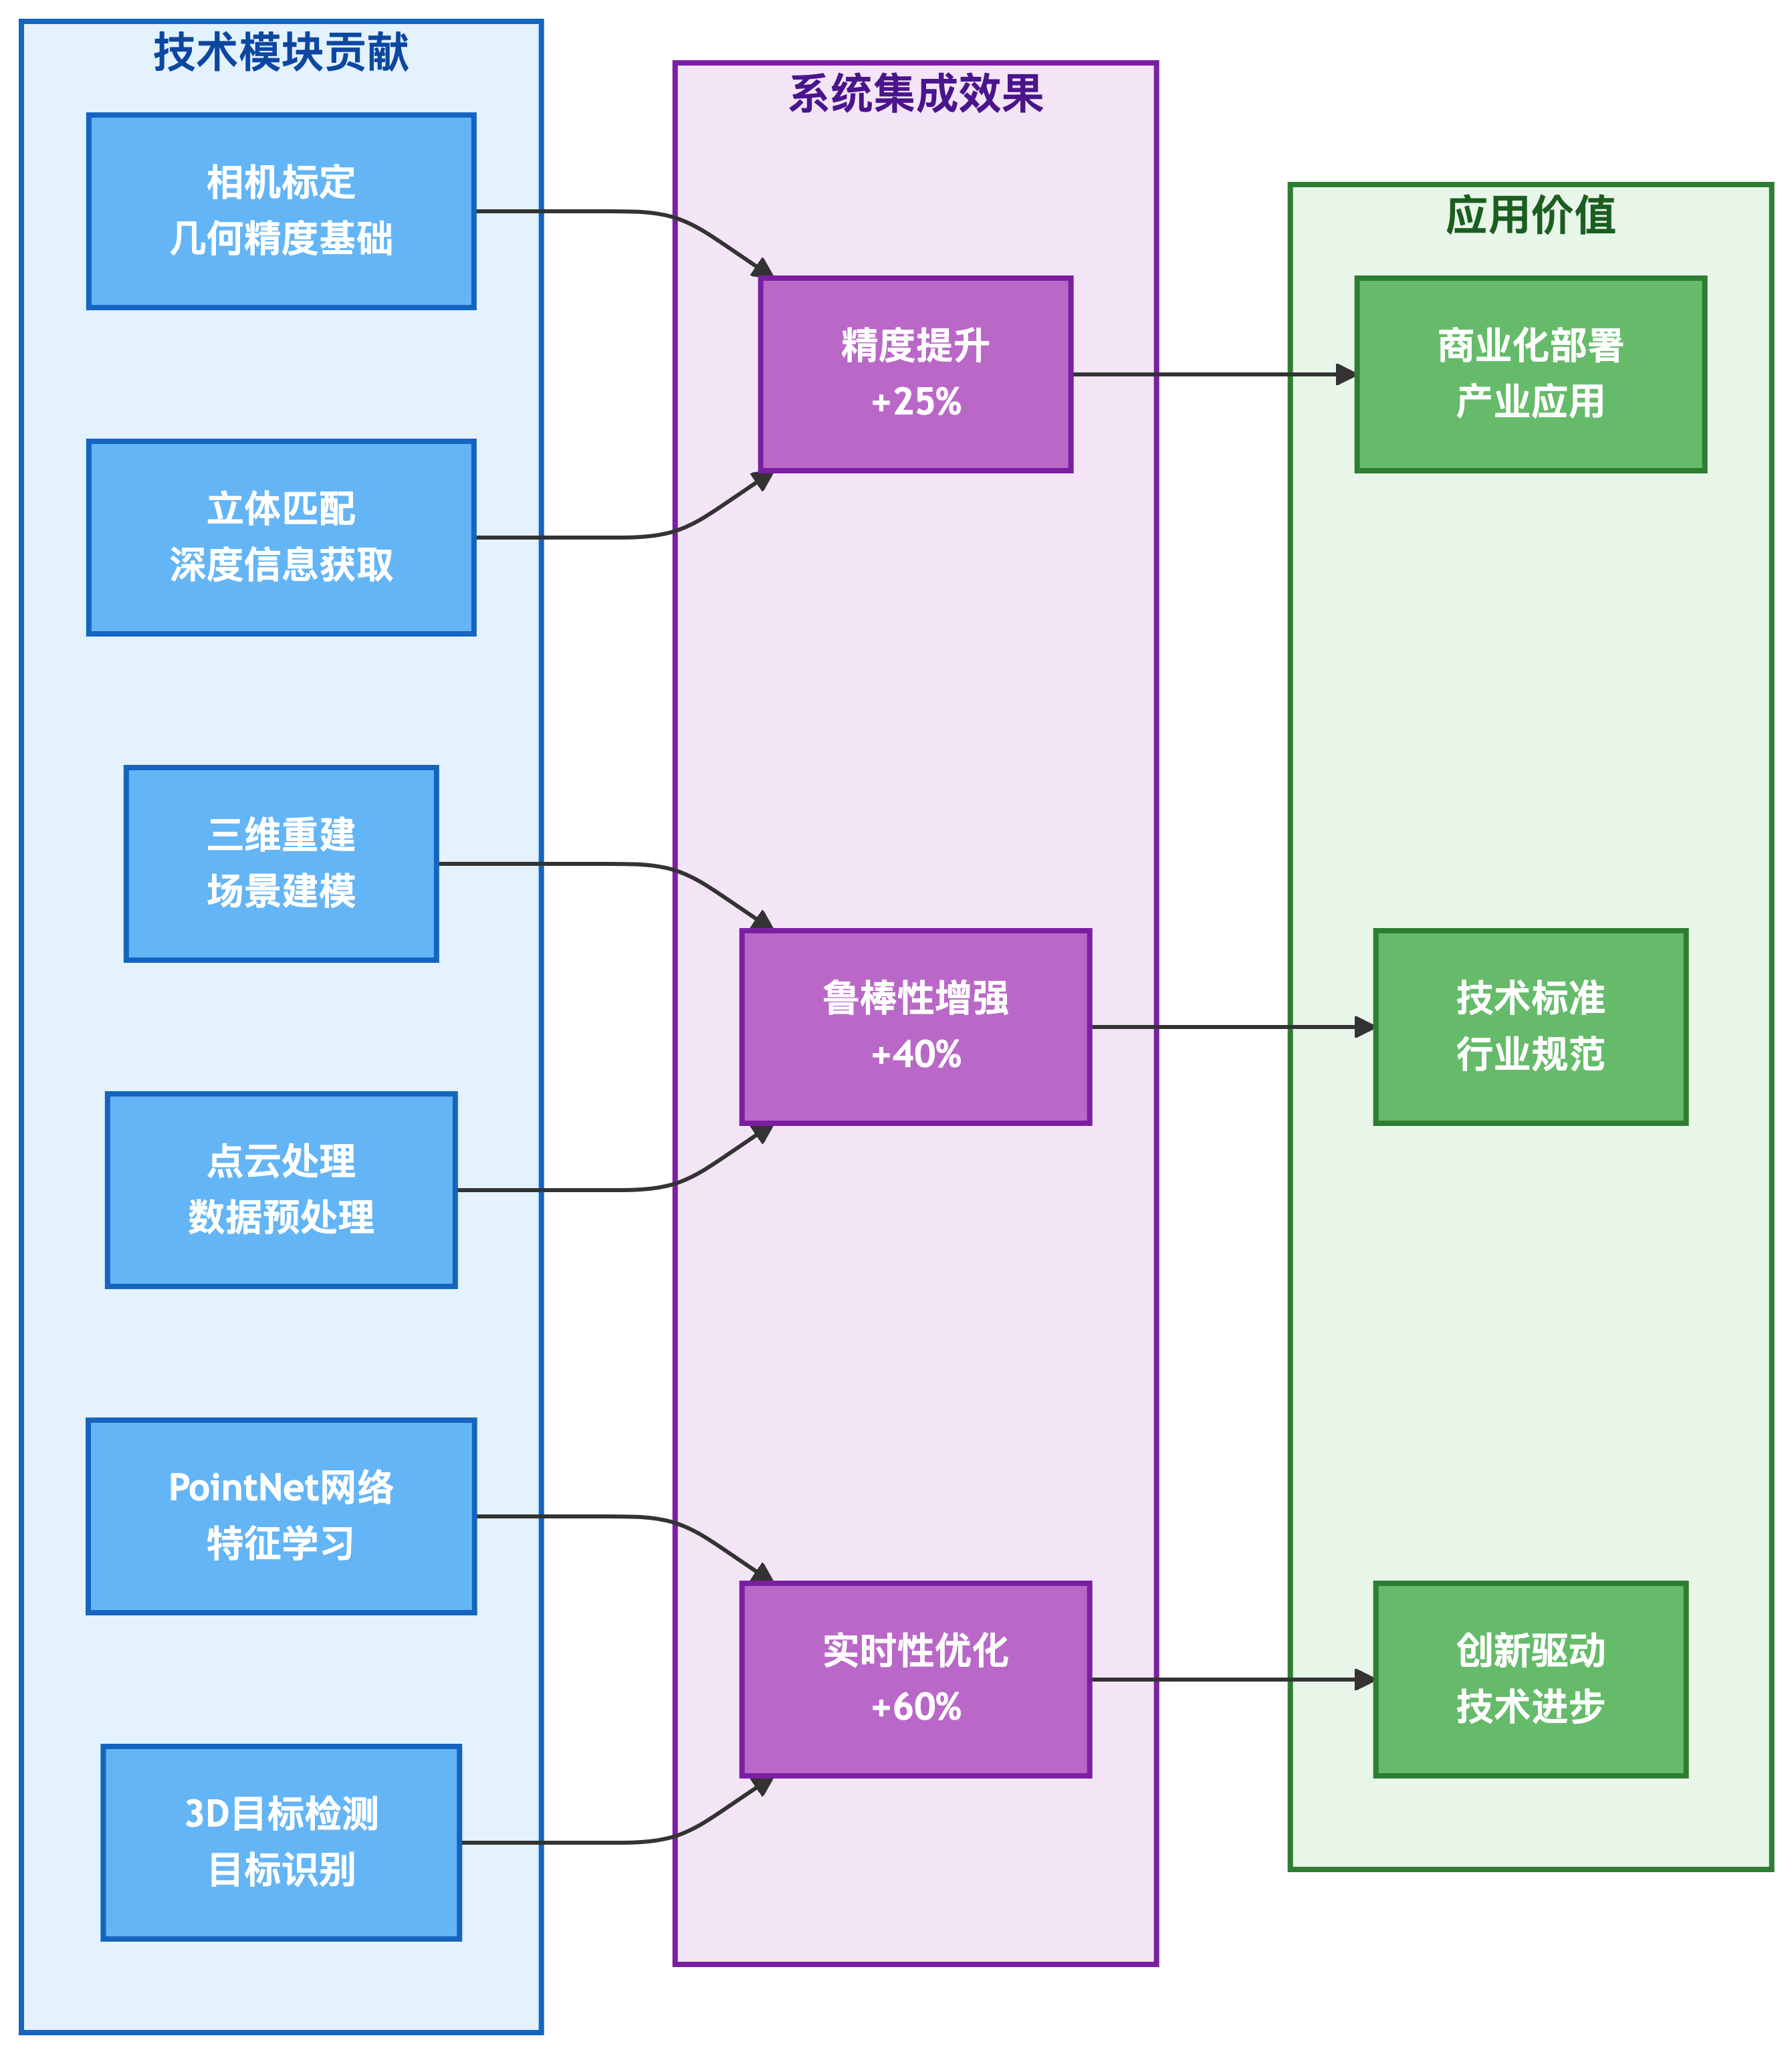 技术模块贡献
相机标定
几何精度基础
立体匹配
深度信息获取
三维重建
场景建模
点云处理
数据预处理
PointNet网络
特征学习
3D目标检测
目标识别
系统集成效果
精度提升
+25%
鲁棒性增强
+40%
实时性优化
+60%
应用价值
商业化部署
产业应用
技术标准
行业规范
创新驱动
技术进步